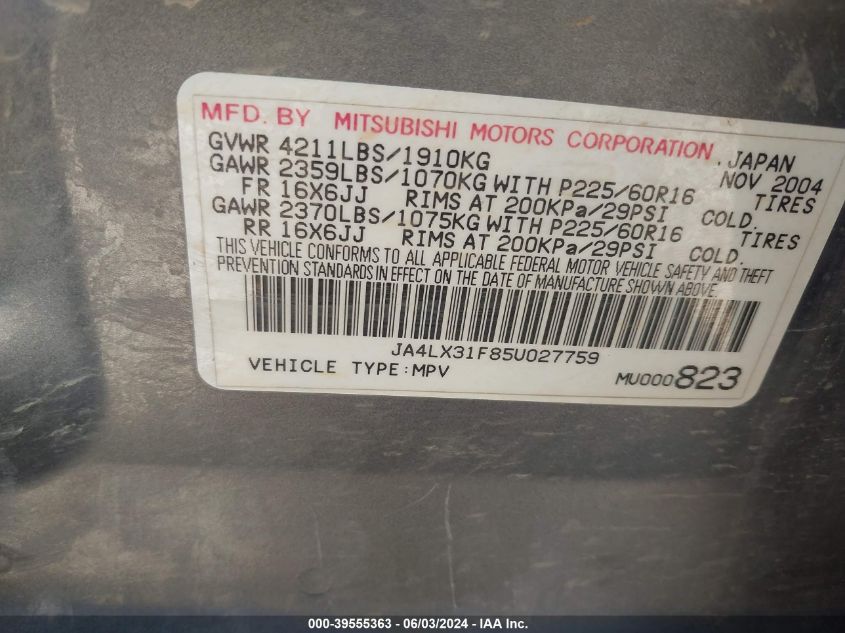 MFD. BY MITSUBISHI MOTORS CORPORATION, JAPAN
GVWR 4211LBS/1910KG NOV 2004
GAWR 2359LBS/1070KG WITH P225/60R16 TIRES
FR 16X6JJ RIMS AT 200KPa/29PSI COLD.
GAWR 2370LBS/1075KG WITH P225/60R16 TIRES
RR 16X6JJ RIMS AT 200KPa/29PSI COLD.
THIS VEHICLE CONFORMS TO ALL APPLICABLE FEDERAL MOTOR VEHICLE SAFETY AND THEFT
PREVENTION STANDARDS IN EFFECT ON THE DATE OF MANUFACTURE SHOWN ABOVE.
JA4LX31F85U027759
VEHICLE TYPE:MPV MU000823
000-39555363 - 06/03/2024 - IAA Inc.